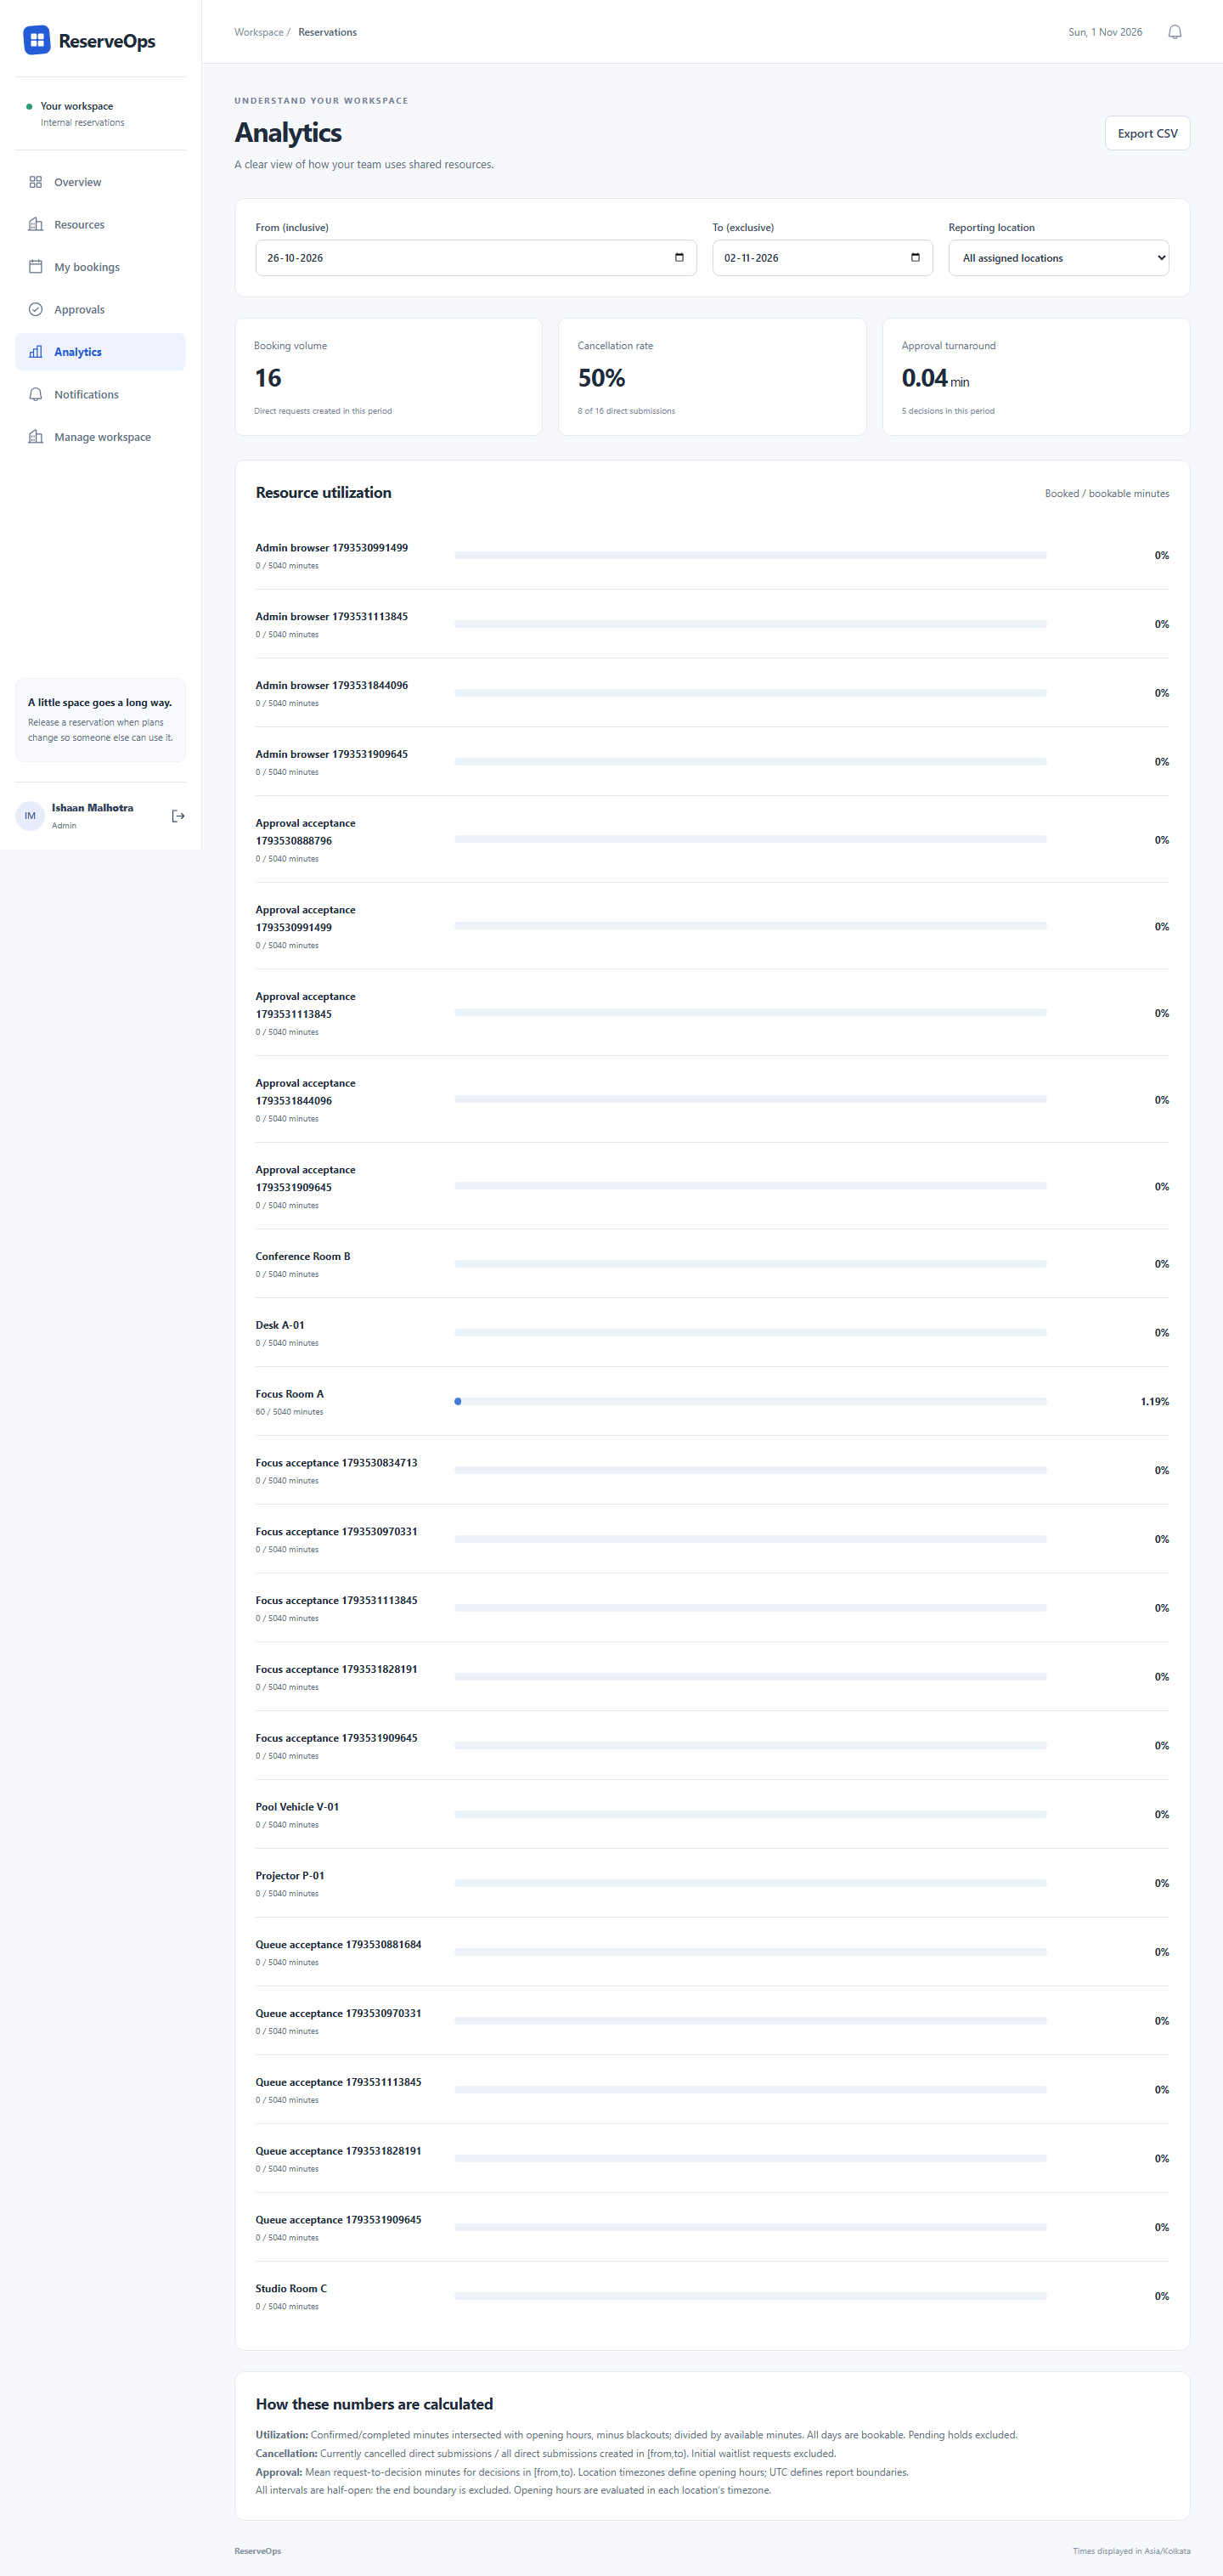 ReserveOps
Your workspace
Internal reservations
Overview
Resources
My bookings
Approvals
Analytics
Notifications
Manage workspace
A little space goes a long way.
Release a reservation when plans
change so someone else can use it.
IM
Ishaan Malhotra
Admin
Workspace / Reservations
Sun, 1 Nov 2026
UNDERSTAND YOUR WORKSPACE
Analytics
A clear view of how your team uses shared resources.
Export CSV
From (inclusive)
26-10-2026
To (exclusive)
02-11-2026
Reporting location
All assigned locations
Booking volume
16
Direct requests created in this period
Cancellation rate
50%
8 of 16 direct submissions
Approval turnaround
0.04 min
5 decisions in this period
Resource utilization
Booked / bookable minutes
Admin browser 1793530991499
0 / 5040 minutes
0%
Admin browser 1793531113845
0 / 5040 minutes
0%
Admin browser 1793531844096
0 / 5040 minutes
0%
Admin browser 1793531909645
0 / 5040 minutes
0%
Approval acceptance
1793530888796
0 / 5040 minutes
0%
Approval acceptance
1793530991499
0 / 5040 minutes
0%
Approval acceptance
1793531113845
0 / 5040 minutes
0%
Approval acceptance
1793531844096
0 / 5040 minutes
0%
Approval acceptance
1793531909645
0 / 5040 minutes
0%
Conference Room B
0 / 5040 minutes
0%
Desk A-01
0 / 5040 minutes
0%
Focus Room A
60 / 5040 minutes
1.19%
Focus acceptance 1793530834713
0 / 5040 minutes
0%
Focus acceptance 1793530970331
0 / 5040 minutes
0%
Focus acceptance 1793531113845
0 / 5040 minutes
0%
Focus acceptance 1793531828191
0 / 5040 minutes
0%
Focus acceptance 1793531909645
0 / 5040 minutes
0%
Pool Vehicle V-01
0 / 5040 minutes
0%
Projector P-01
0 / 5040 minutes
0%
Queue acceptance 1793530881684
0 / 5040 minutes
0%
Queue acceptance 1793530970331
0 / 5040 minutes
0%
Queue acceptance 1793531113845
0 / 5040 minutes
0%
Queue acceptance 1793531828191
0 / 5040 minutes
0%
Queue acceptance 1793531909645
0 / 5040 minutes
0%
Studio Room C
0 / 5040 minutes
0%
How these numbers are calculated
Utilization: Confirmed/completed minutes intersected with opening hours, minus blackouts; divided by available minutes. All days are bookable. Pending holds excluded.
Cancellation: Currently cancelled direct submissions / all direct submissions created in [from,to). Initial waitlist requests excluded.
Approval: Mean request-to-decision minutes for decisions in [from,to). Location timezones define opening hours; UTC defines report boundaries.
All intervals are half-open: the end boundary is excluded. Opening hours are evaluated in each location's timezone.
ReserveOps
Times displayed in Asia/Kolkata